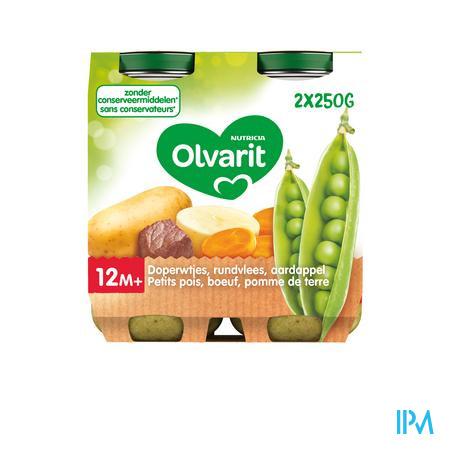 zonder
conserveermiddelen*
sans conservateurs*
2X250G
NUTRICIA
Olvarit
12M+
Doperwtjes, rundvlees, aardappel
Petits pois, boeuf, pomme de terre
IPM